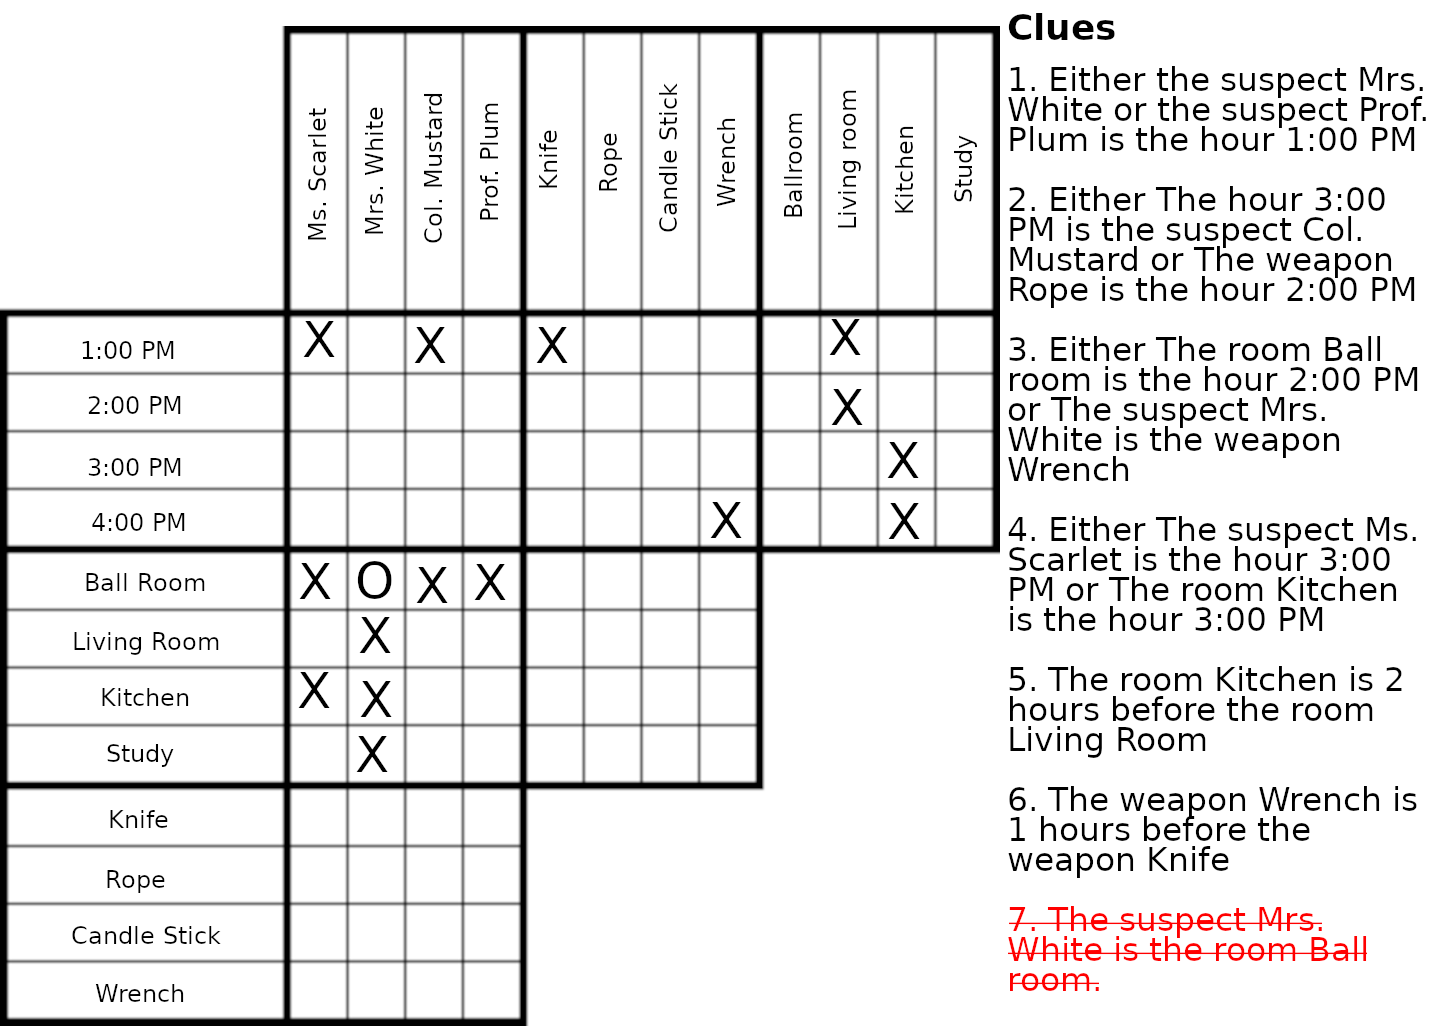 Clues
Ms. Scarlet
Mrs. White
Col. Mustard
Prof. Plum
Knife
Rope
Candle Stick
Wrench
Ballroom
Living room
Kitchen
Study
1:00 PM X X X X
2:00 PM X
3:00 PM X
4:00 PM X X
Ball Room X O X X
Living Room X
Kitchen X X
Study X
Knife
Rope
Candle Stick
Wrench
1. Either the suspect Mrs.
White or the suspect Prof.
Plum is the hour 1:00 PM
2. Either The hour 3:00
PM is the suspect Col.
Mustard or The weapon
Rope is the hour 2:00 PM
3. Either The room Ball
room is the hour 2:00 PM
or The suspect Mrs.
White is the weapon
Wrench
4. Either The suspect Ms.
Scarlet is the hour 3:00
PM or The room Kitchen
is the hour 3:00 PM
5. The room Kitchen is 2
hours before the room
Living Room
6. The weapon Wrench is
1 hours before the
weapon Knife
7. The suspect Mrs.
White is the room Ball
room.